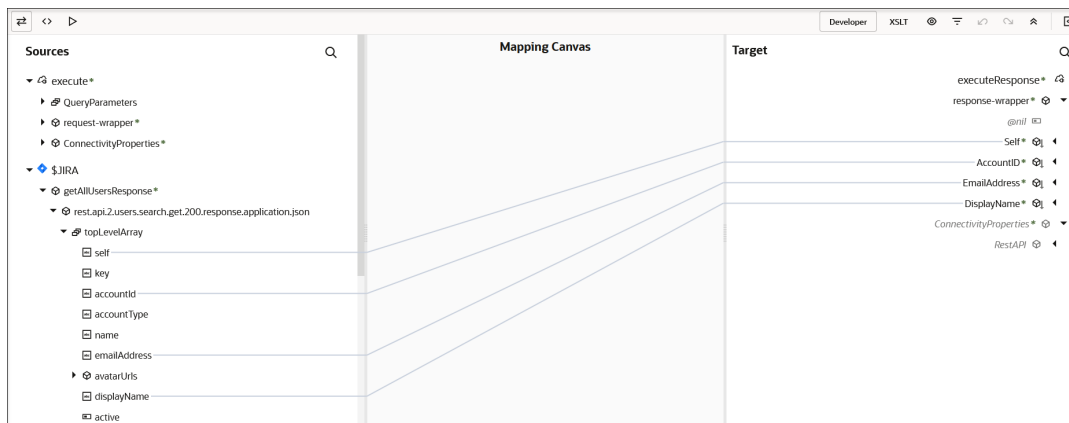 Developer XSLT
Sources
Mapping Canvas
Target
execute*
QueryParameters
request-wrapper*
ConnectivityProperties*
$JIRA
getAllUsersResponse*
rest.api.2.users.search.get.200.response.application.json
topLevelArray
self
key
accountId
accountType
name
emailAddress
avatarUrls
displayName
active
executeResponse*
response-wrapper*
@nil
Self*
AccountID*
EmailAddress*
DisplayName*
ConnectivityProperties*
RestAPI